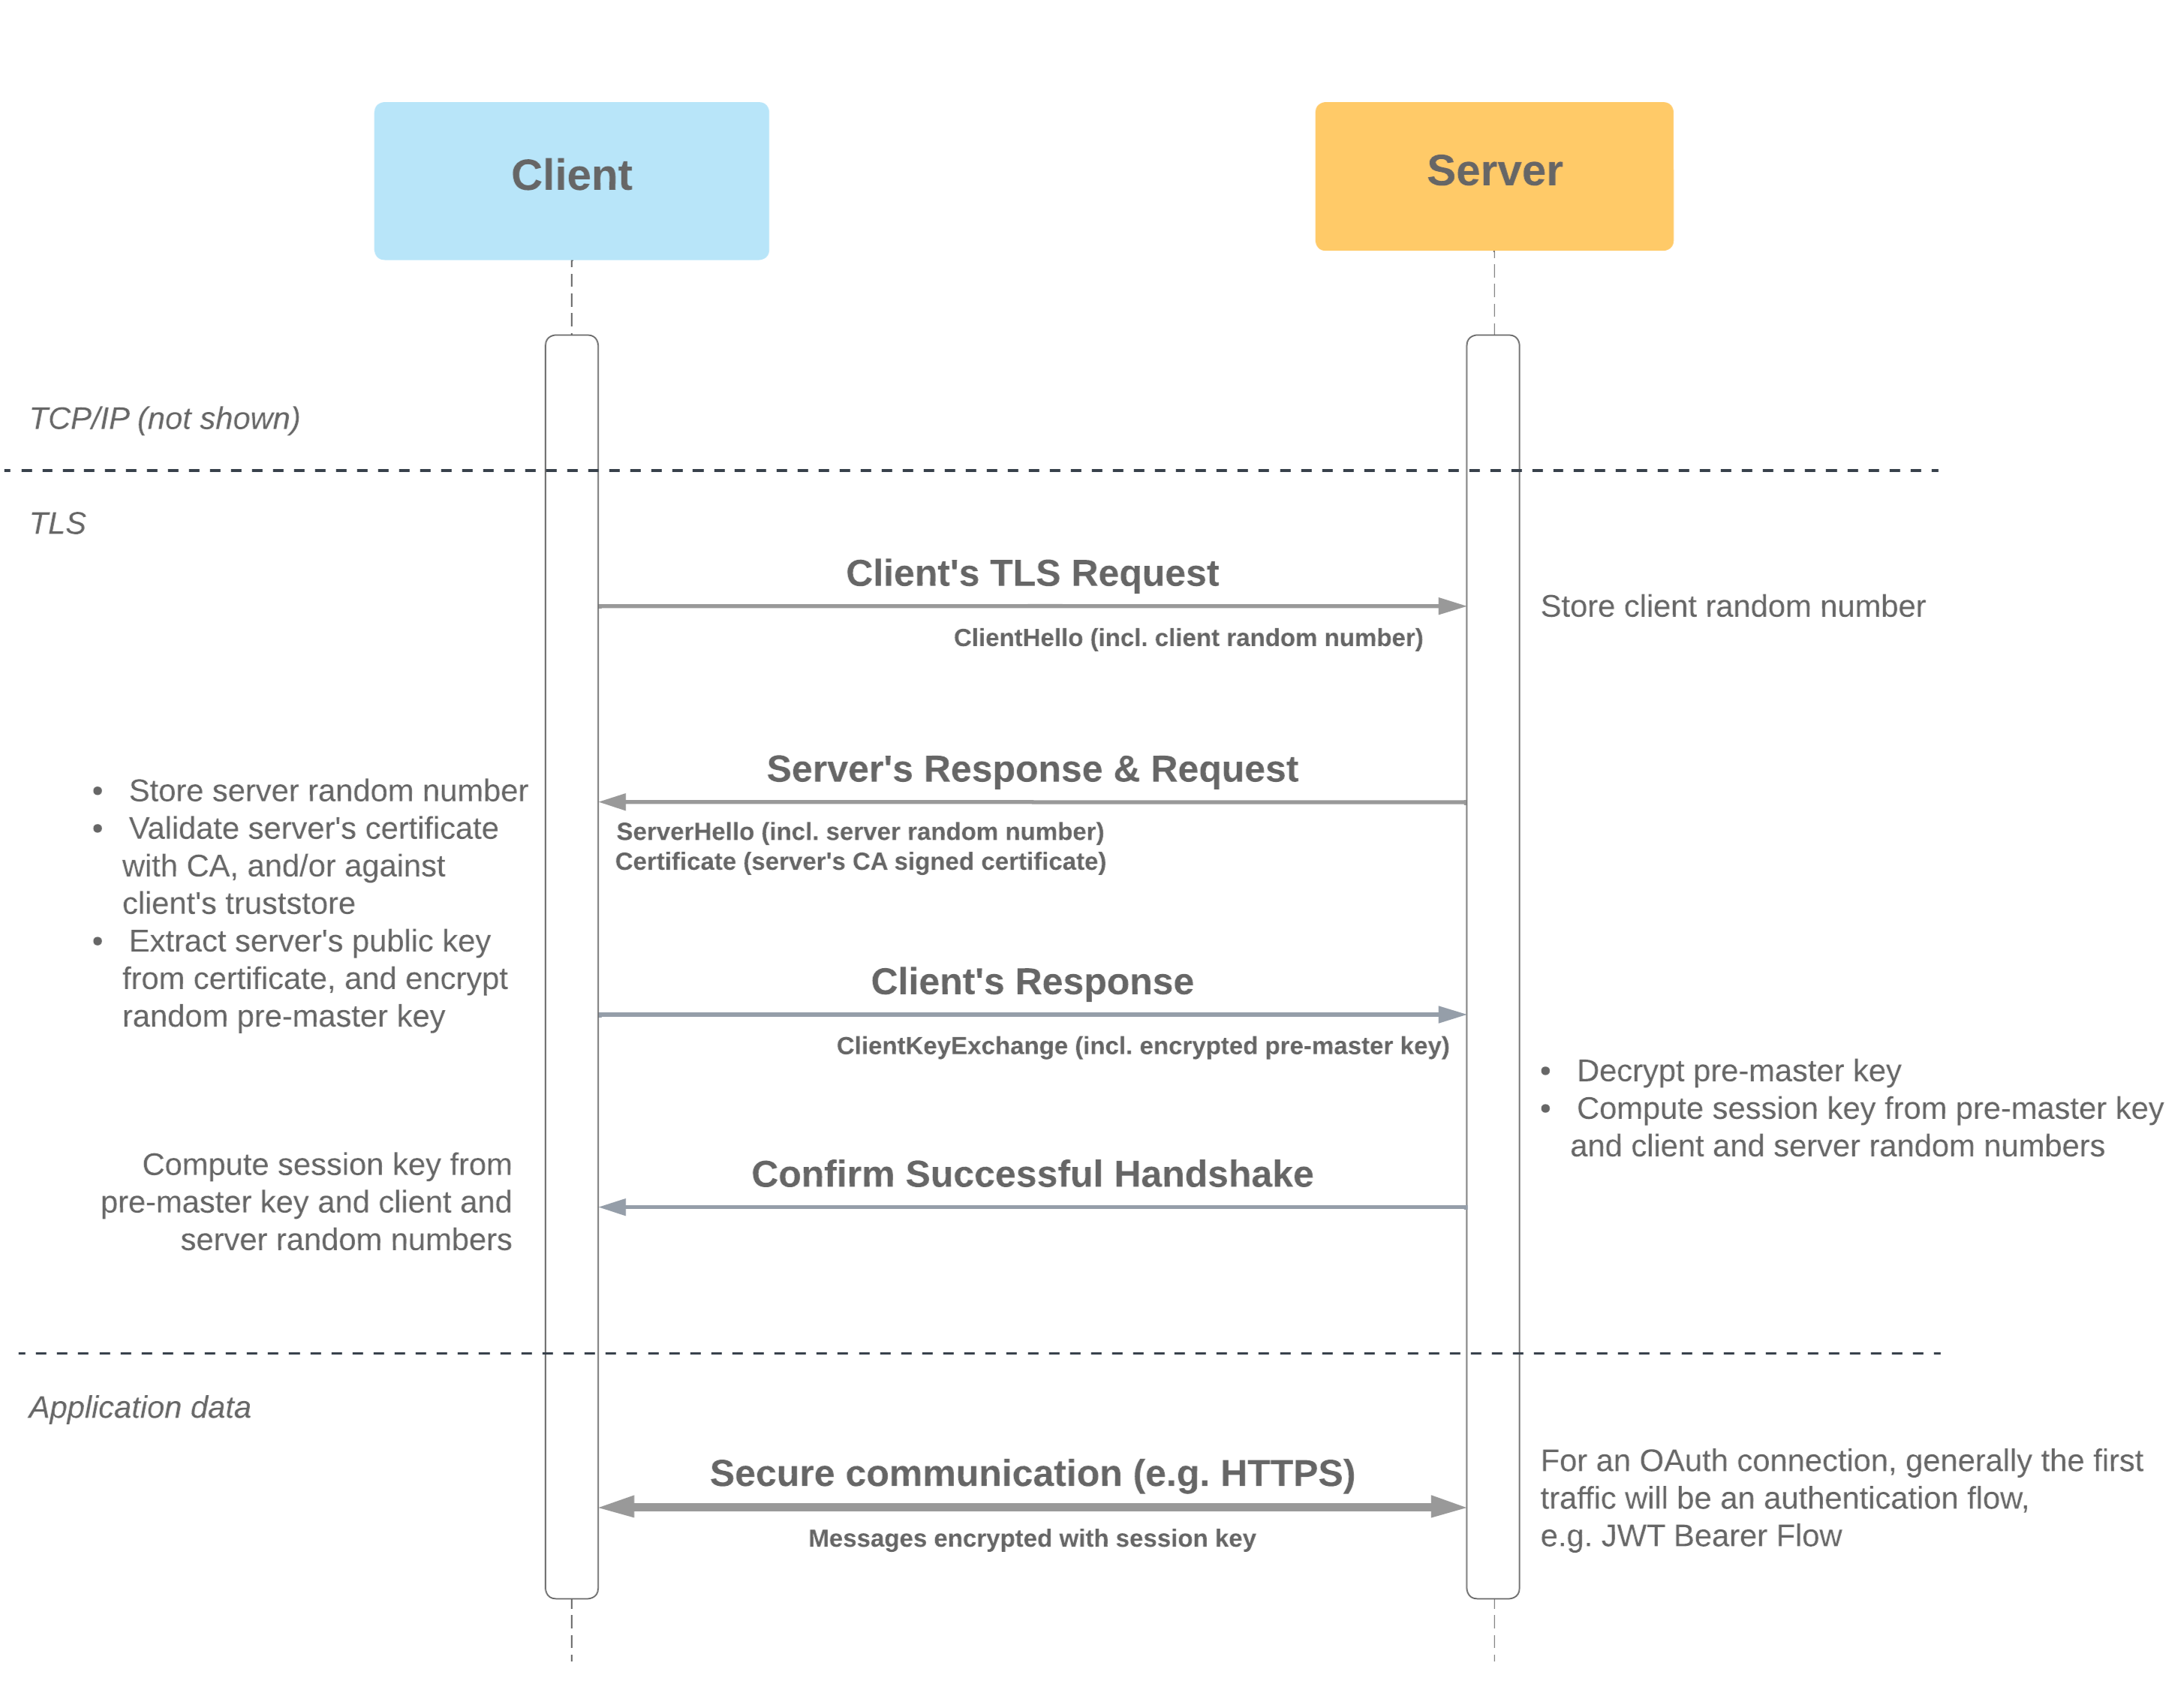 Client
Server
TCP/IP (not shown)
TLS
Client's TLS Request
ClientHello (incl. client random number)
Store client random number
Server's Response & Request
ServerHello (incl. server random number)
Certificate (server's CA signed certificate)
• Store server random number
• Validate server's certificate
with CA, and/or against
client's truststore
• Extract server's public key
from certificate, and encrypt
random pre-master key
Client's Response
ClientKeyExchange (incl. encrypted pre-master key)
• Decrypt pre-master key
• Compute session key from pre-master key
and client and server random numbers
Confirm Successful Handshake
Compute session key from
pre-master key and client and
server random numbers
Application data
Secure communication (e.g. HTTPS)
Messages encrypted with session key
For an OAuth connection, generally the first
traffic will be an authentication flow,
e.g. JWT Bearer Flow